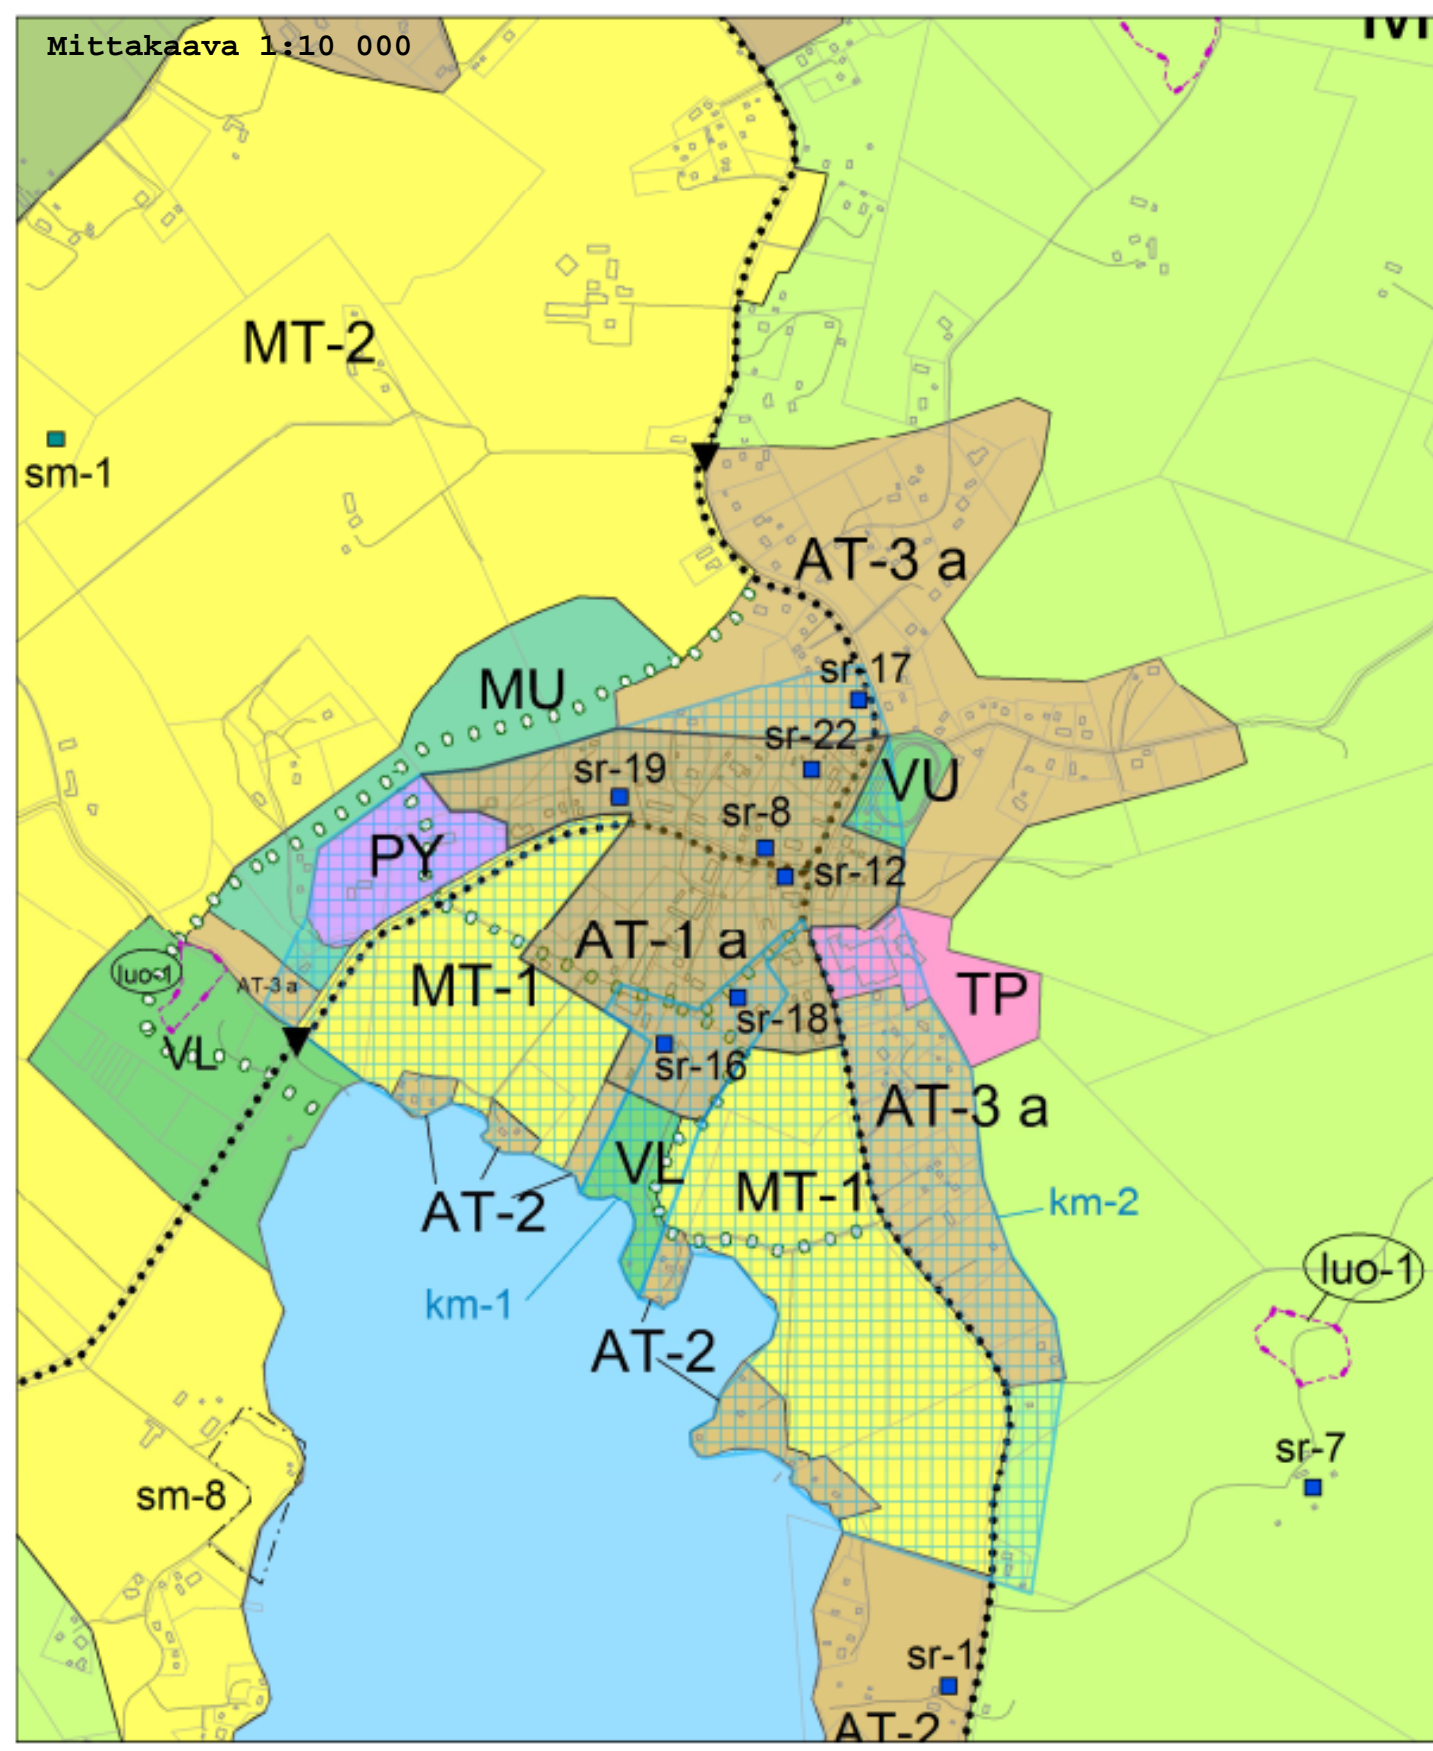 Mittakaava 1:10 000
MT-2
sm-1
AT-3 a
sr-17
MU
sr-22
sr-19
VU
sr-8
PY
sr-12
AT-1 a
luo-1
AT-3 a
MT-1
TP
sr-18
VL
sr-16
AT-3 a
VL
MT-1
km-2
AT-2
luo-1
km-1
AT-2
sr-7
sm-8
sr-1
AT-2